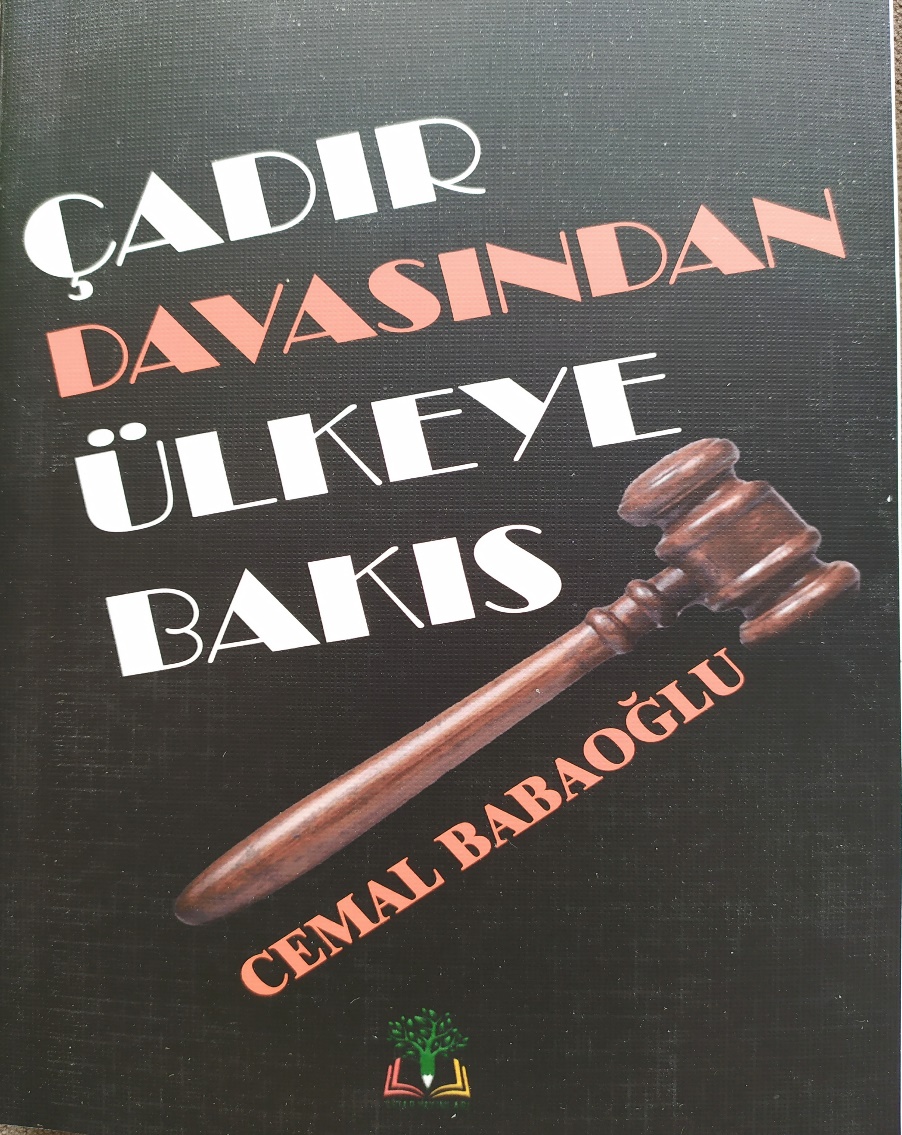 ÇADIR
DAVASINDAN
ÜLKEYE
BAKIS
CEMAL BABAOĞLU